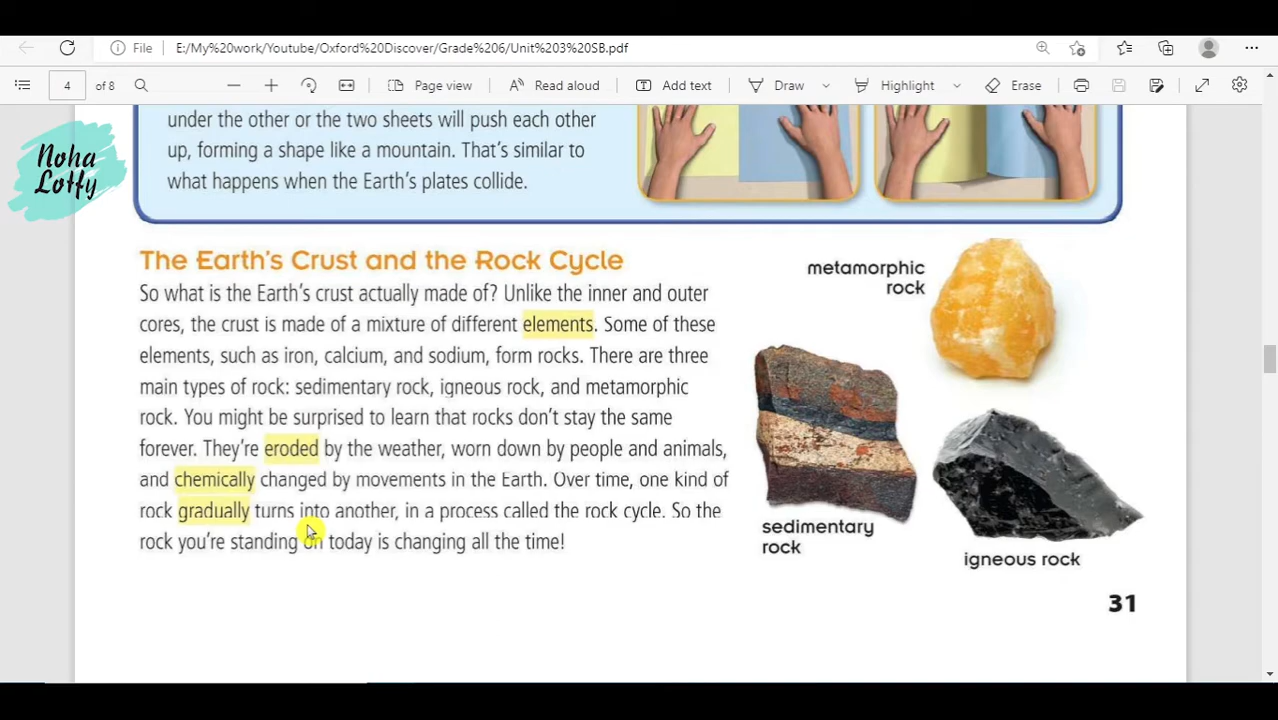 File
E:/My%20work/Youtube/Oxford%20Discover/Grade%206/Unit%203%20SB.pdf
4
of 8
Page view
Read aloud
Add text
Draw
Highlight
Erase
Noha
Lotfy
under the other or the two sheets will push each other
up, forming a shape like a mountain. That's similar to
what happens when the Earth's plates collide.
The Earth's Crust and the Rock Cycle
So what is the Earth's crust actually made of? Unlike the inner and outer
cores, the crust is made of a mixture of different elements. Some of these
elements, such as iron, calcium, and sodium, form rocks. There are three
main types of rock: sedimentary rock, igneous rock, and metamorphic
rock. You might be surprised to learn that rocks don't stay the same
forever. They're eroded by the weather, worn down by people and animals,
and chemically changed by movements in the Earth. Over time, one kind of
rock gradually turns into another, in a process called the rock cycle. So the
rock you're standing on today is changing all the time!
metamorphic
rock
sedimentary
rock
igneous rock
31